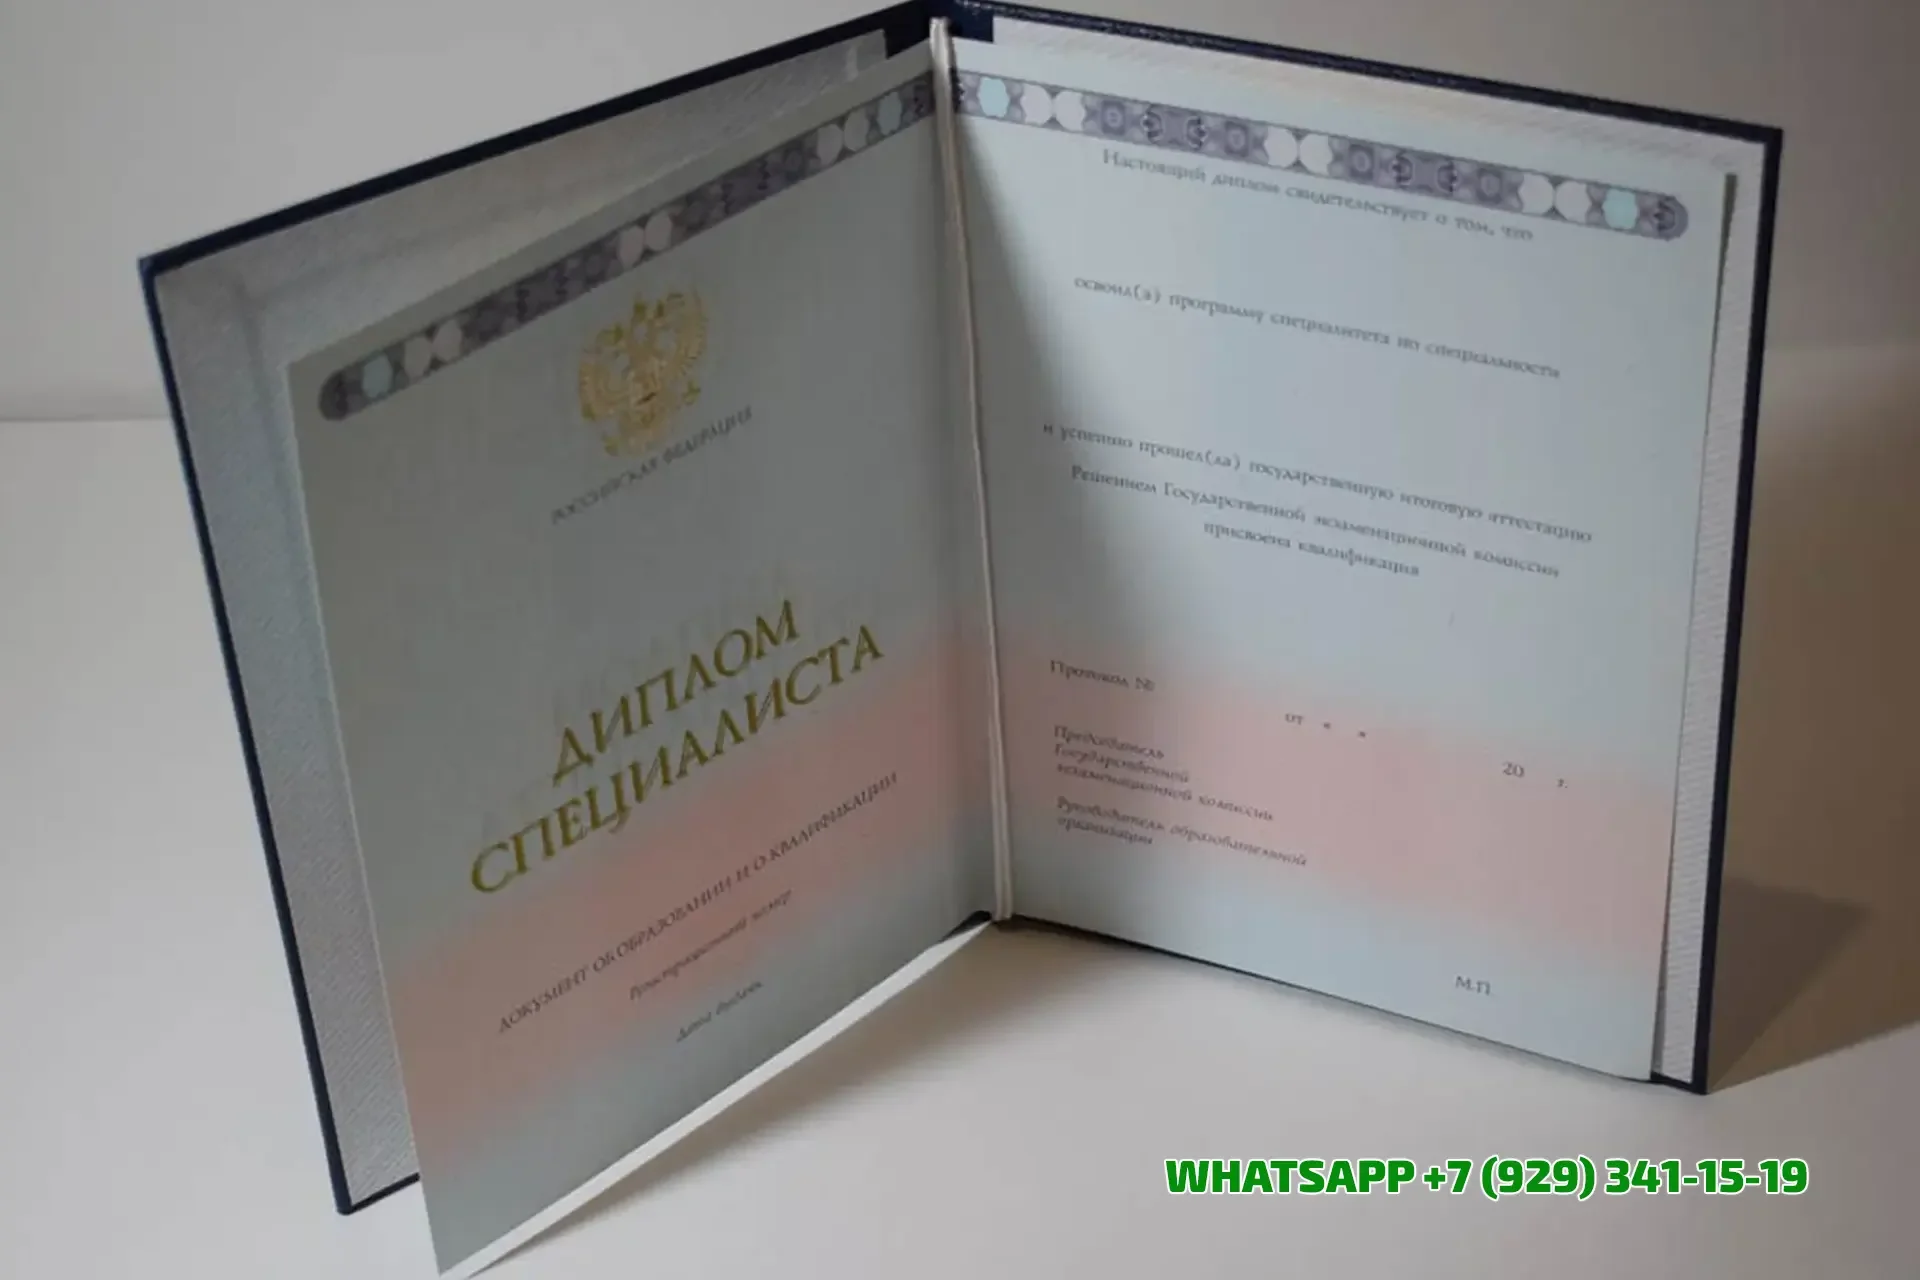 РОССИЙСКАЯ ФЕДЕРАЦИЯ
ДИПЛОМ
СПЕЦИАЛИСТА
ДОКУМЕНТ ОБ ОБРАЗОВАНИИ И О КВАЛИФИКАЦИИ
Регистрационный номер
Дата выдачи
Настоящий диплом свидетельствует о том, что
освоил(а) программу специалитета по специальности
и успешно прошел(ла) государственную итоговую аттестацию
Решением Государственной экзаменационной комиссии
присвоена квалификация
Протокол №
от « » 20 г.
Председатель
Государственной
экзаменационной комиссии
Руководитель образовательной
организации
М.П.
WHATSAPP +7 (929) 341-15-19